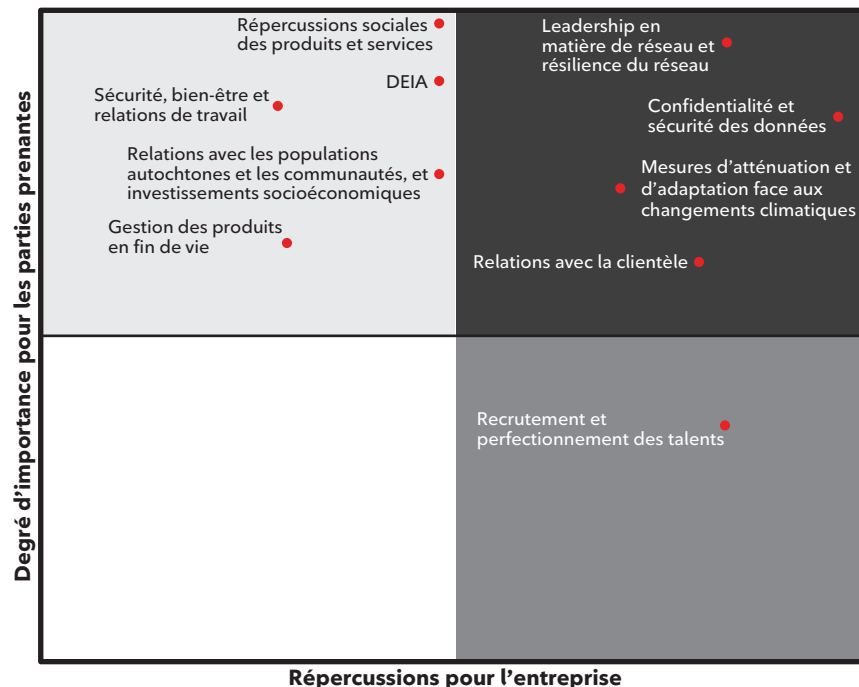 Degré d’importance pour les parties prenantes
Répercussions sociales
des produits et services
DEIA
Sécurité, bien-être et
relations de travail
Relations avec les populations
autochtones et les communautés, et
investissements socioéconomiques
Gestion des produits
en fin de vie
Leadership en
matière de réseau et
résilience du réseau
Confidentialité et
sécurité des données
Mesures d’atténuation et
d’adaptation face aux
changements climatiques
Relations avec la clientèle
Recrutement et
perfectionnement des talents
Répercussions pour l’entreprise